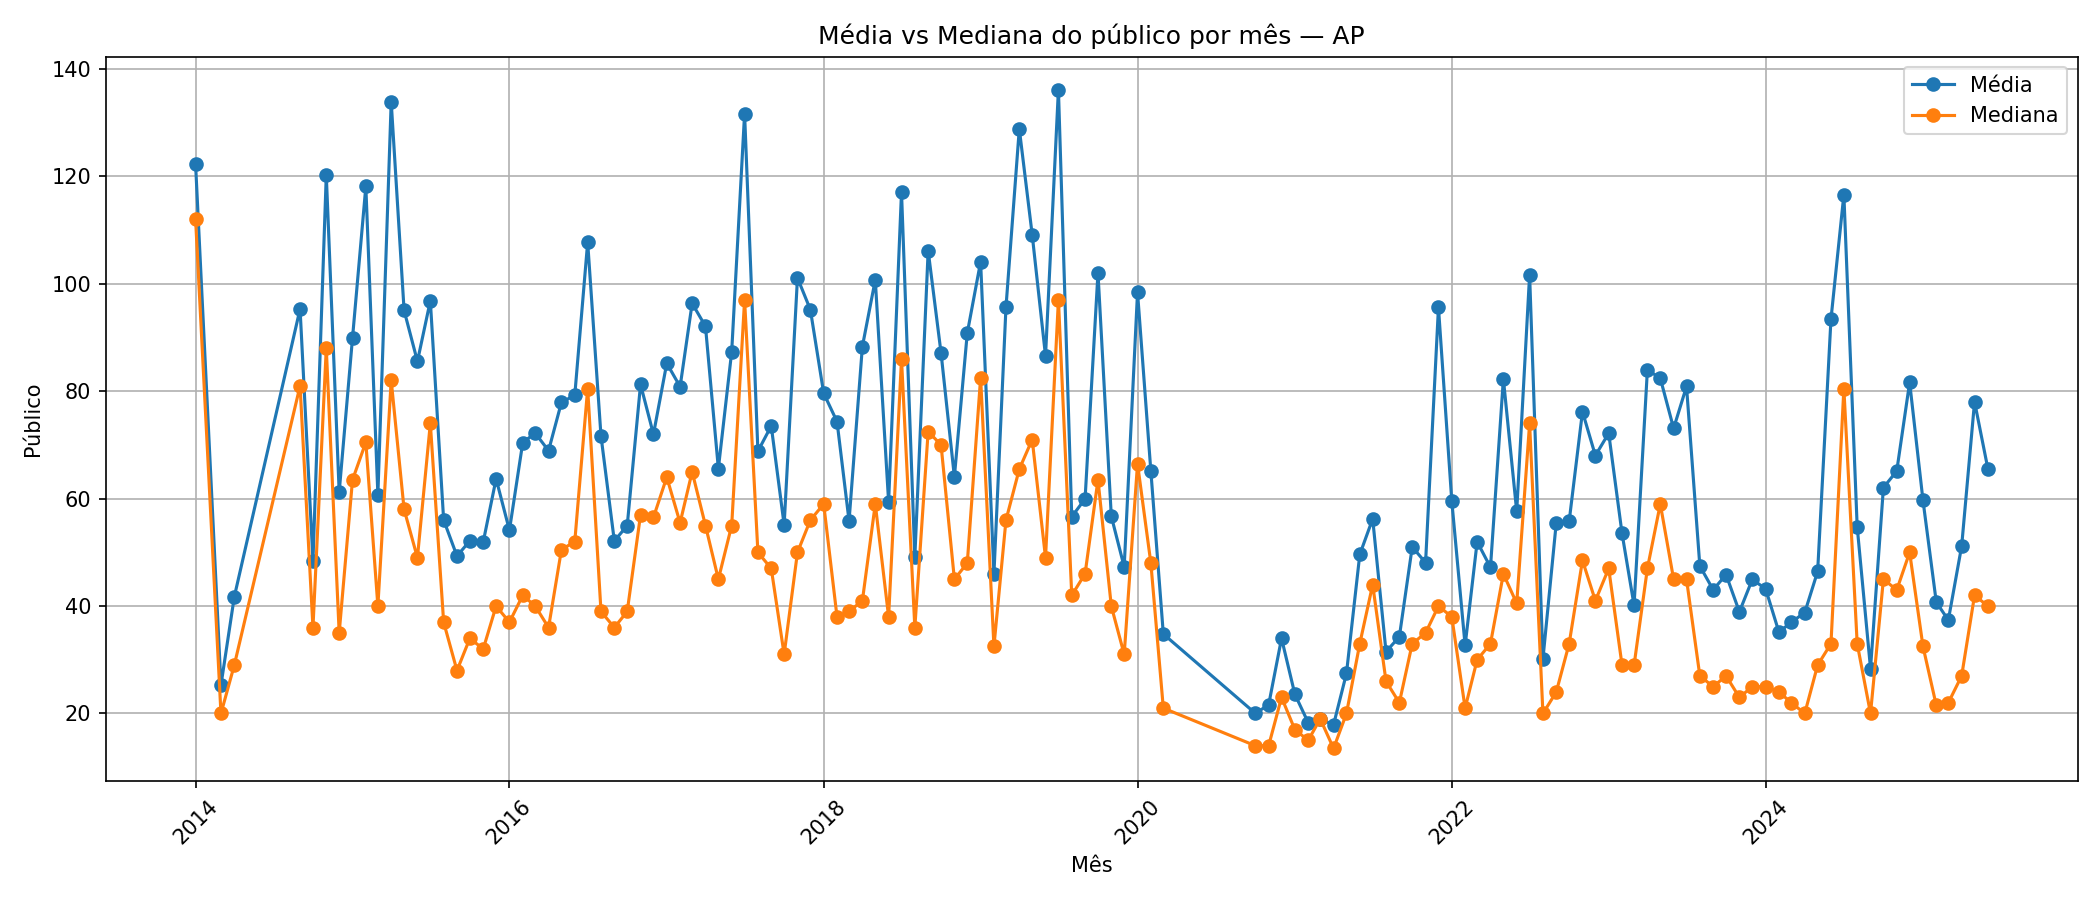 Média vs Mediana do público por mês — AP
Média
Mediana
Público
140
120
100
80
60
40
20
2014
2016
2018
2020
2022
2024
Mês